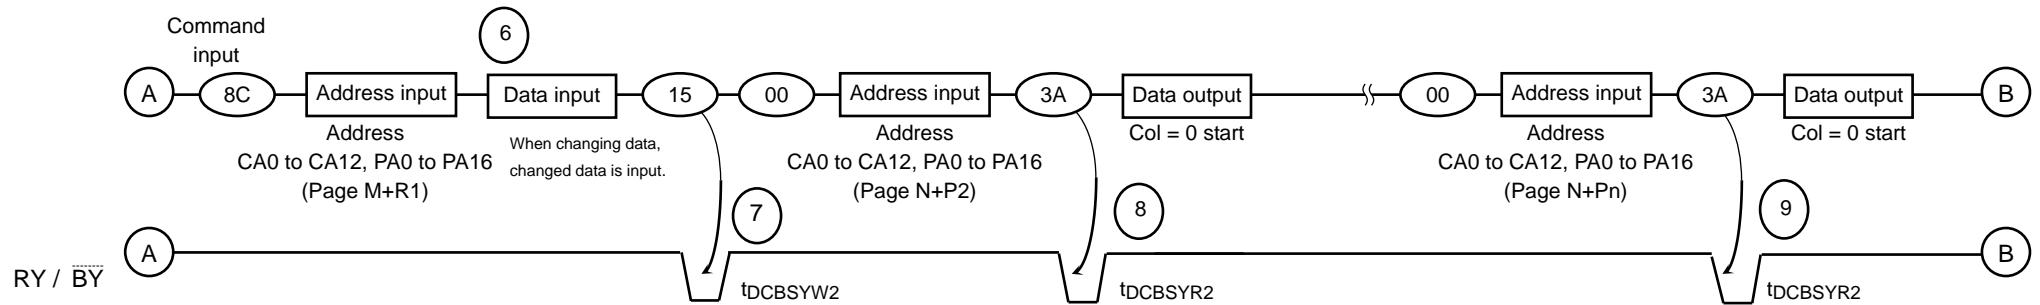 Command
input
6
A 8C Address input Data input 15 00 Address input 3A Data output 00 Address input 3A Data output B
Address
CA0 to CA12, PA0 to PA16
(Page M+R1)
When changing data,
changed data is input.
Address
CA0 to CA12, PA0 to PA16
(Page N+P2)
Col = 0 start
Address
CA0 to CA12, PA0 to PA16
(Page N+Pn)
Col = 0 start
7
8
9
A
B
RY / BY
tDCBSYW2
tDCBSYR2
tDCBSYR2